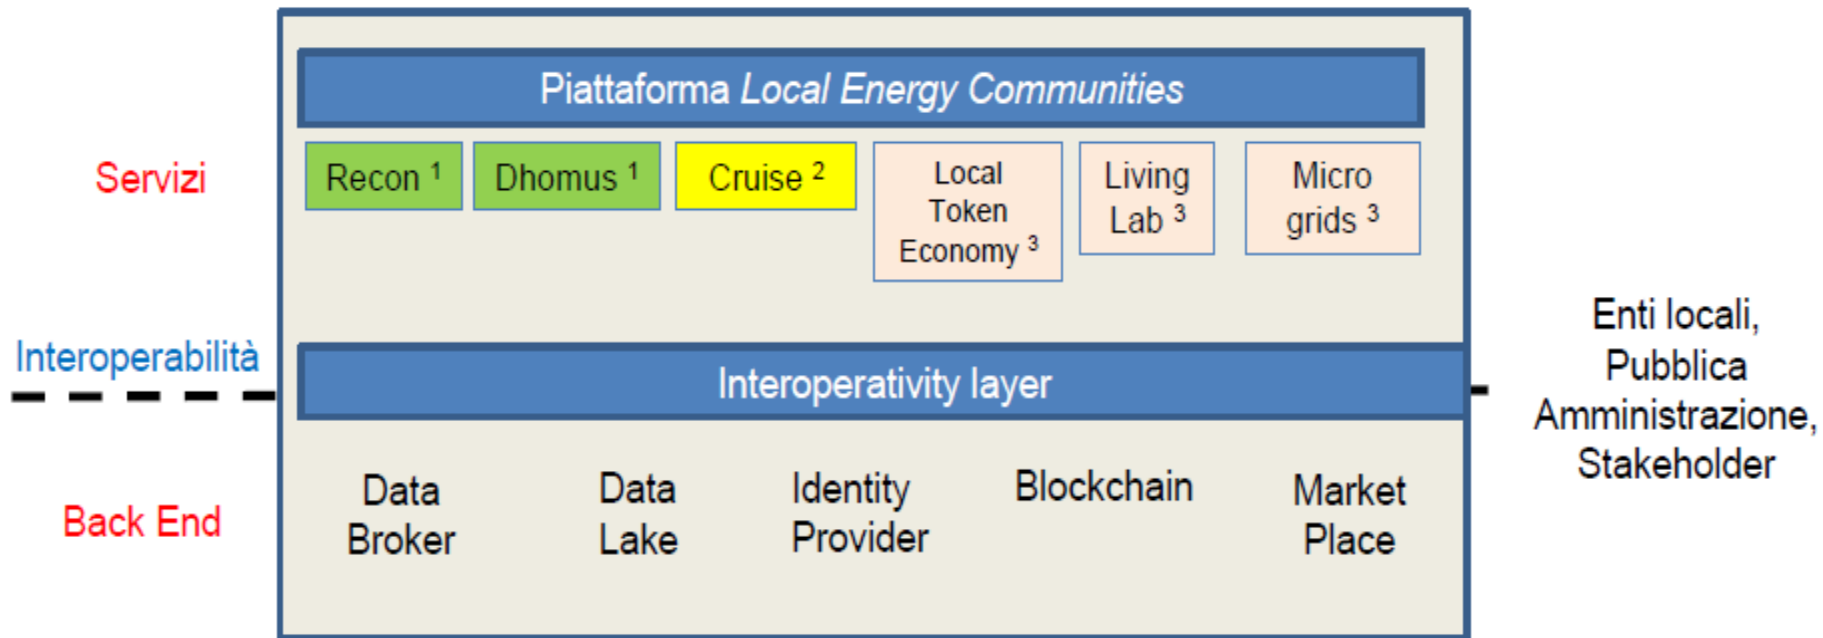 Piattaforma Local Energy Communities
Servizi
Recon ¹
Dhomus ¹
Cruise ²
Local
Token
Economy ³
Living
Lab ³
Micro
grids ³
Interoperabilità
Interoperativity layer
Enti locali,
Pubblica
Amministrazione,
Stakeholder
Back End
Data
Broker
Data
Lake
Identity
Provider
Blockchain
Market
Place